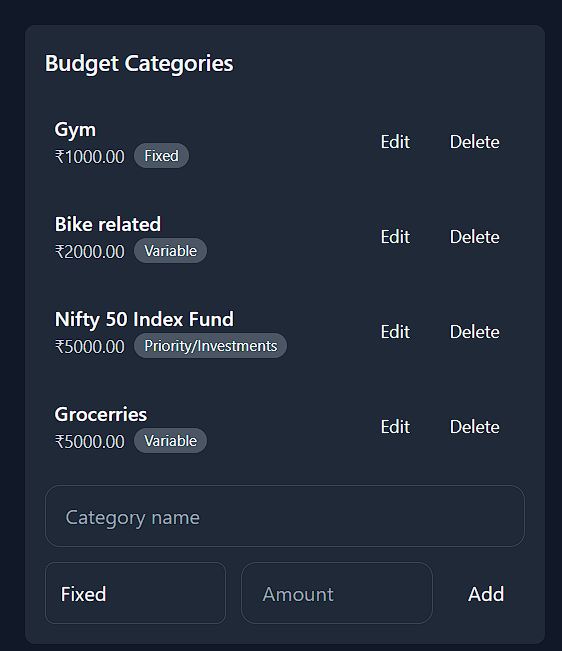 Budget Categories
Gym
₹1000.00 Fixed
Edit Delete
Bike related
₹2000.00 Variable
Edit Delete
Nifty 50 Index Fund
₹5000.00 Priority/Investments
Edit Delete
Grocerries
₹5000.00 Variable
Edit Delete
Category name
Fixed Amount Add